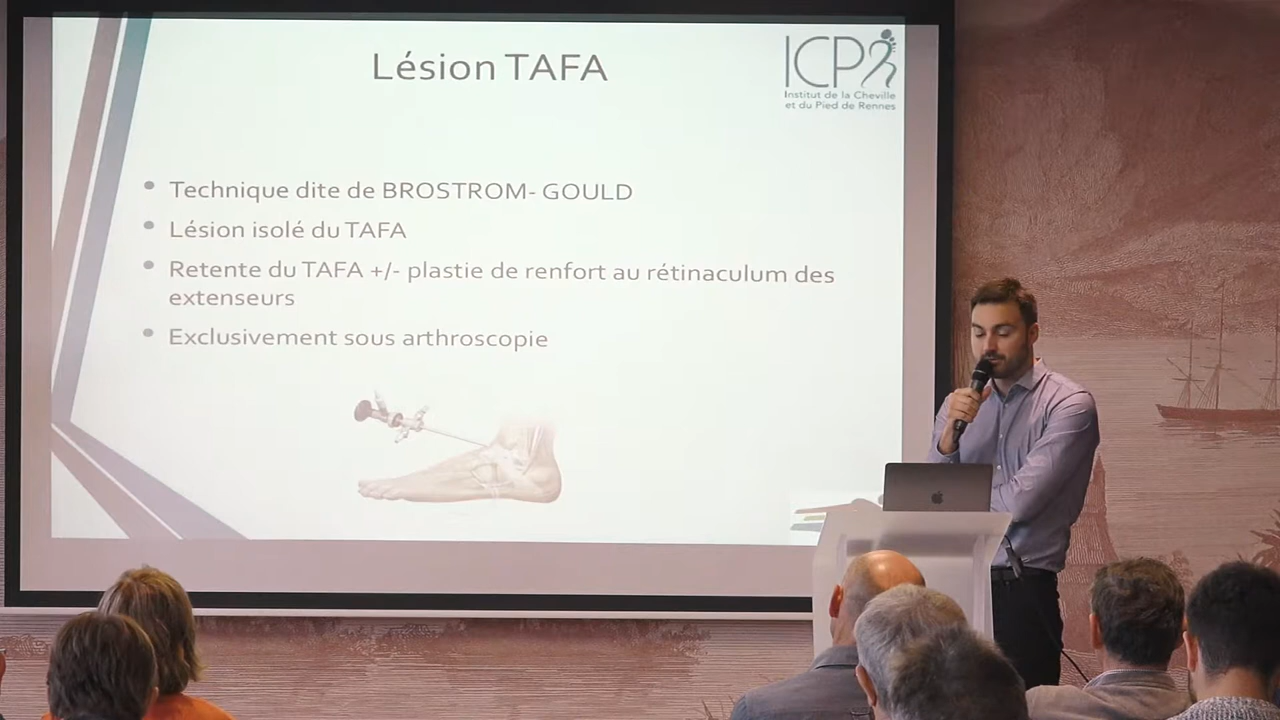 Lésion TAFA
ICP
Institut de la Cheville
et du Pied de Rennes
Technique dite de BROSTROM- GOULD
Lésion isolé du TAFA
Retente du TAFA +/- plastie de renfort au rétinaculum des
extenseurs
Exclusivement sous arthroscopie